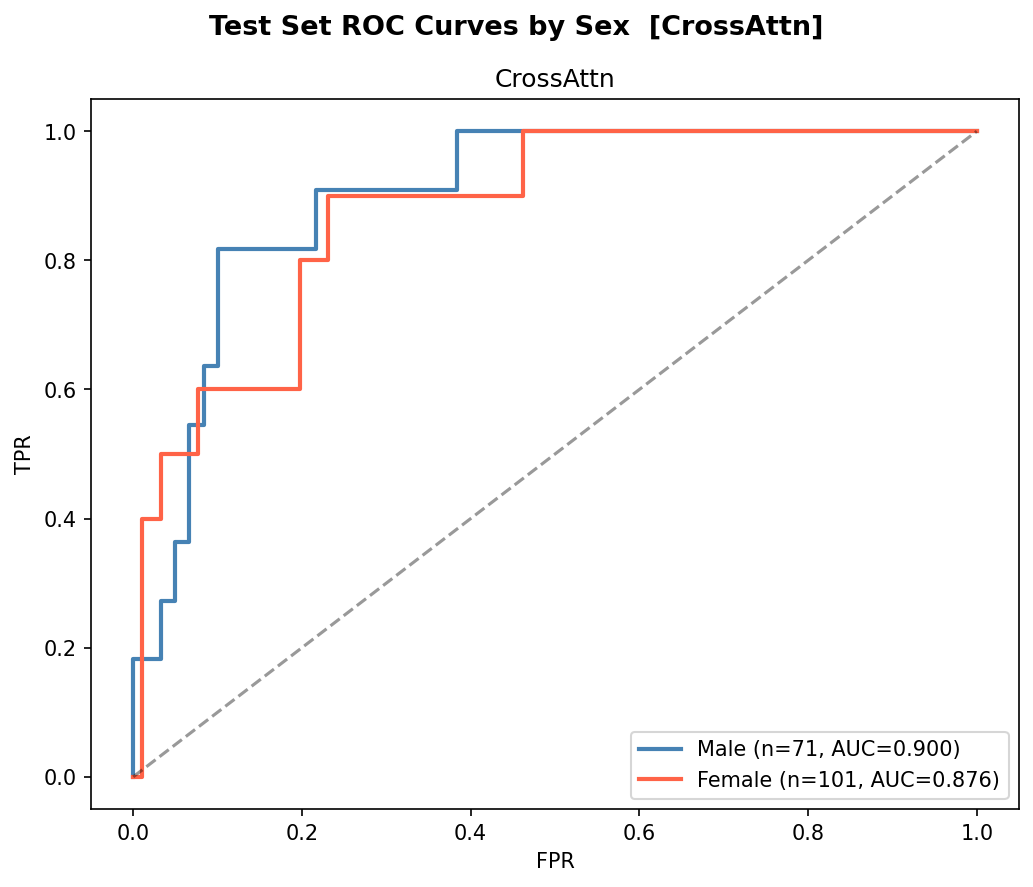 Test Set ROC Curves by Sex  [CrossAttn]
CrossAttn
1.0
0.8
0.6
0.4
0.2
0.0
TPR
0.0 0.2 0.4 0.6 0.8 1.0
FPR
Male (n=71, AUC=0.900)
Female (n=101, AUC=0.876)